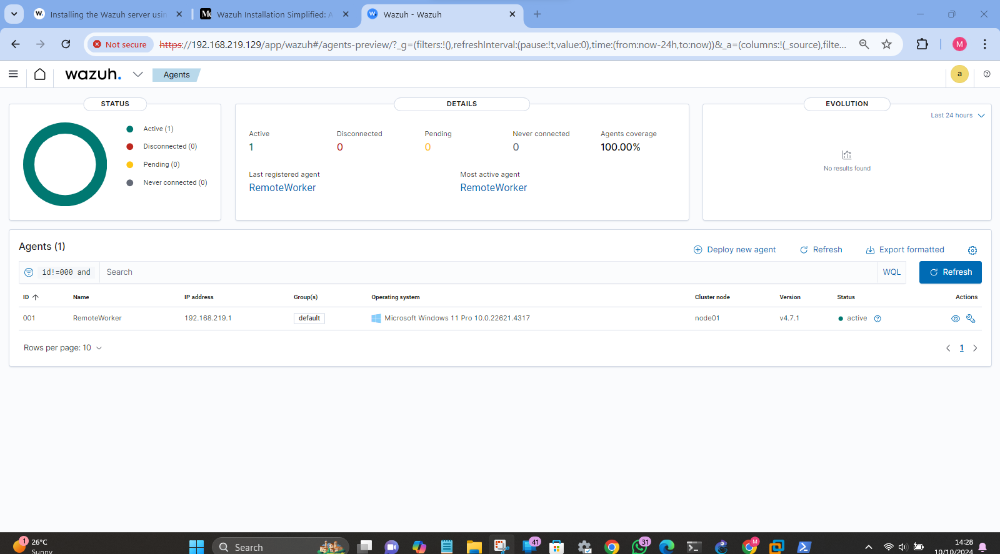 Installing the Wazuh server usin
Wazuh Installation Simplified: A
Wazuh - Wazuh
Not secure
https://192.168.219.129/app/wazuh#/agents-preview/?_g=(filters:!(),refreshInterval:(pause:!t,value:0),time:(from:now-24h,to:now))&_a=(columns:!(_source),filte...
M
wazuh.
Agents
a
STATUS
Active (1)
Disconnected (0)
Pending (0)
Never connected (0)
DETAILS
Active
Disconnected
Pending
Never connected
Agents coverage
1
0
0
0
100.00%
Last registered agent
Most active agent
RemoteWorker
RemoteWorker
EVOLUTION
Last 24 hours
No results found
Agents (1)
Deploy new agent
Refresh
Export formatted
id!=000 and
Search
WQL
Refresh
ID
Name
IP address
Group(s)
Operating system
Cluster node
Version
Status
Actions
001
RemoteWorker
192.168.219.1
default
Microsoft Windows 11 Pro 10.0.22621.4317
node01
v4.7.1
active
Rows per page: 10
1
1
26°C
Sunny
Search
41
31
M
14:28
10/10/2024